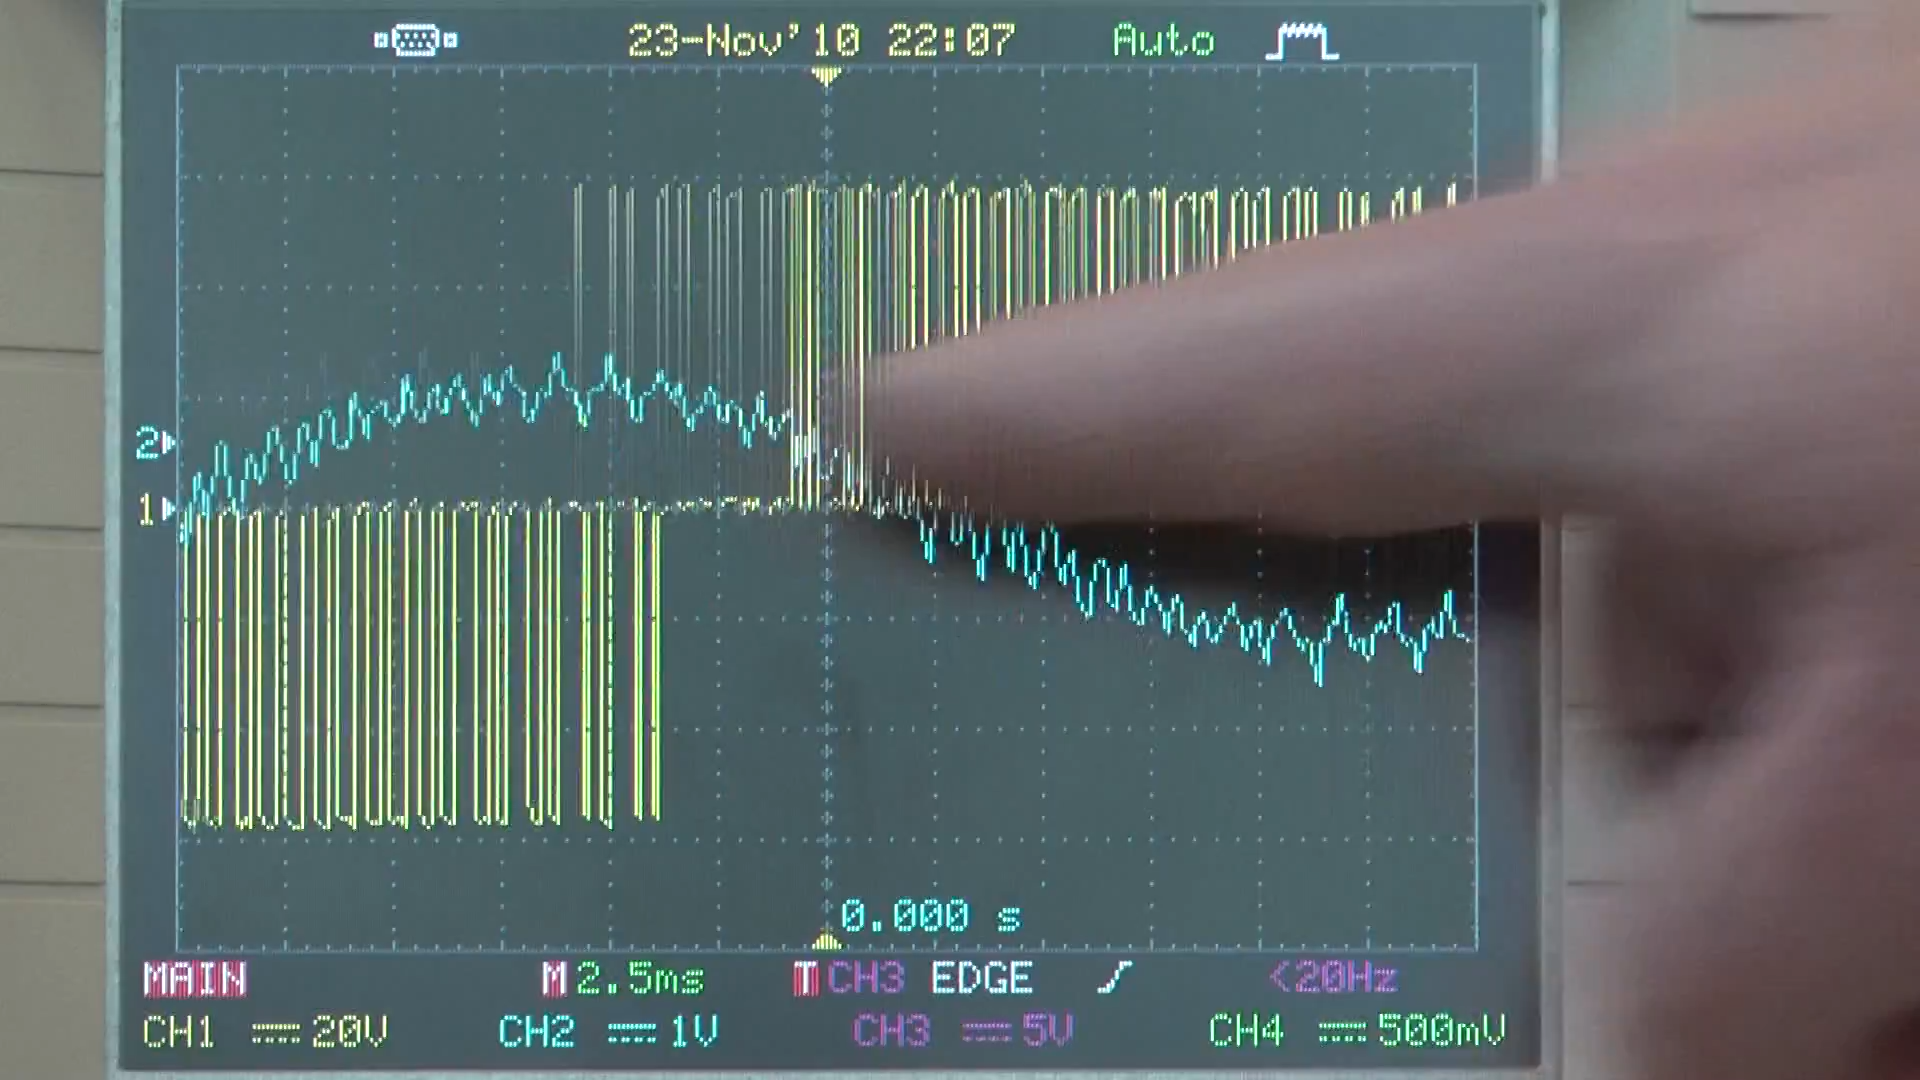 23-Nov'10 22:07 Auto
2
1
0.000 s
MAIN M 2.5ms T CH3 EDGE <20Hz
CH1 20V CH2 1V CH3 5V CH4 500mV